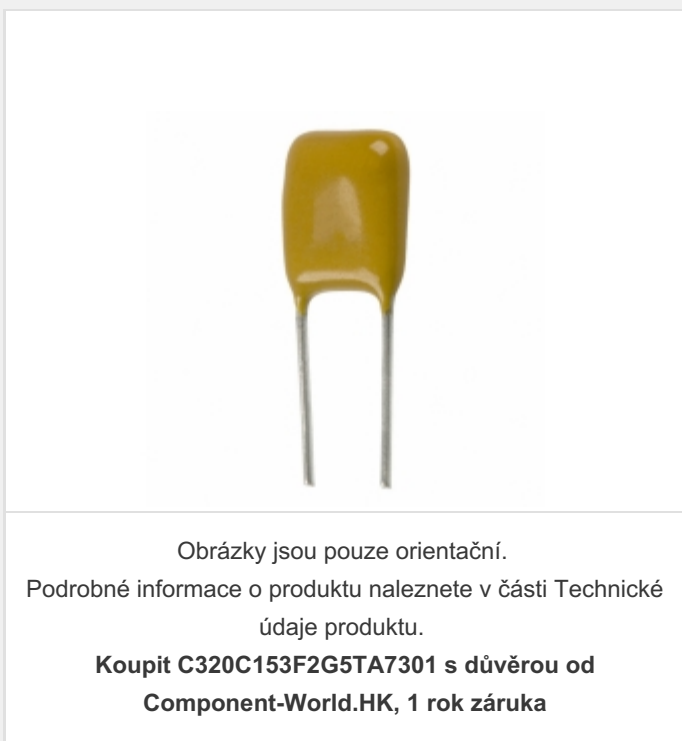 Obrázky jsou pouze orientační.
Podrobné informace o produktu naleznete v části Technické
údaje produktu.
Koupit C320C153F2G5TA7301 s důvěrou od
Component-World.HK, 1 rok záruka